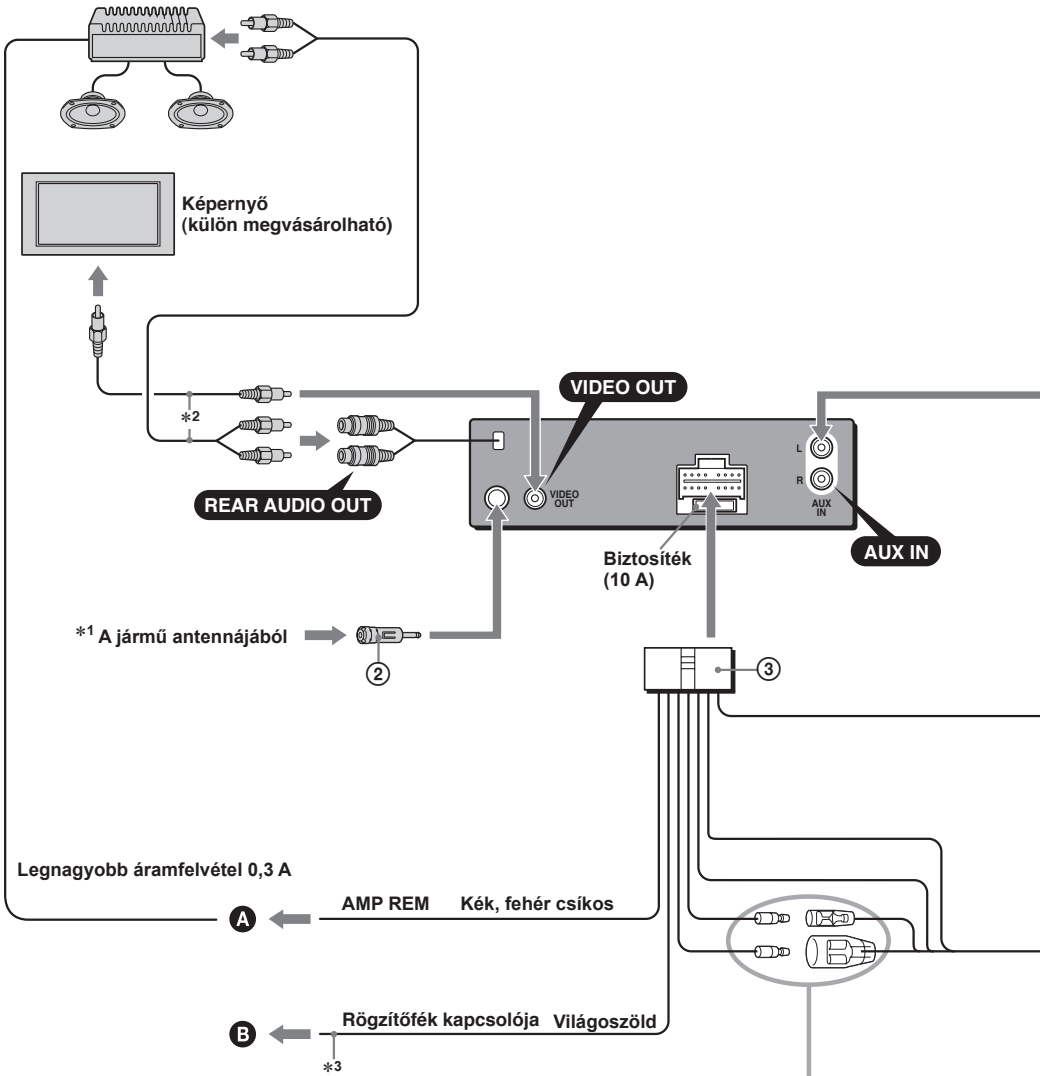 Képernyő
(külön megvásárolható)
VIDEO OUT
*2
L
R
REAR AUDIO OUT
VIDEO
OUT
AUX
IN
AUX IN
Biztosíték
(10 A)
*1 A jármű antennájából
②
③
Legnagyobb áramfelvétel 0,3 A
A
AMP REM Kék, fehér csíkos
B
Rögzítőfék kapcsolója Világoszöld
*3